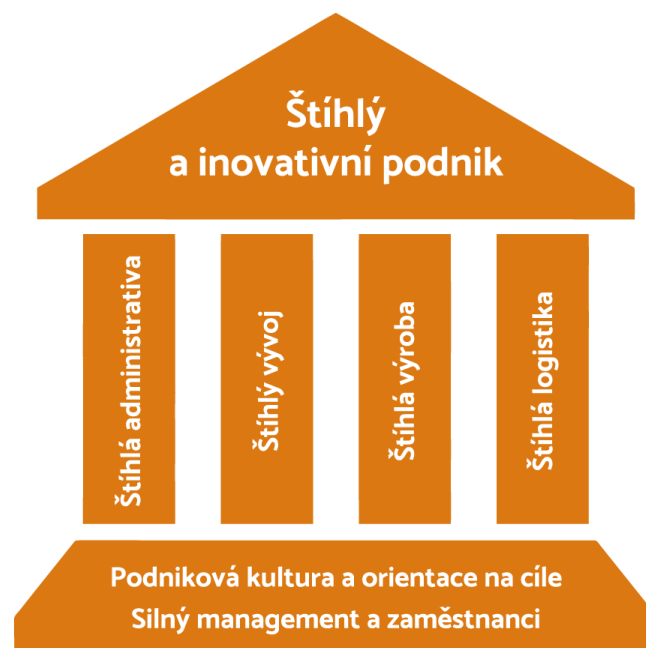 Štíhlý
a inovativní podnik
Štíhlá administrativa
Štíhlý vývoj
Štíhlá výroba
Štíhlá logistika
Podniková kultura a orientace na cíle
Silný management a zaměstnanci